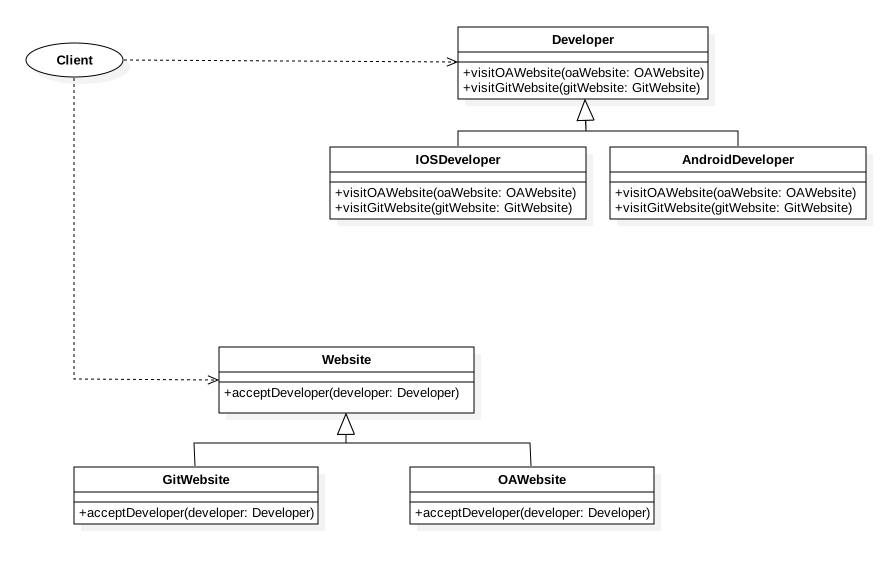 Developer
Client
+visitOAWebsite(oaWebsite: OAWebsite)
+visitGitWebsite(gitWebsite: GitWebsite)
IOSDeveloper
AndroidDeveloper
+visitOAWebsite(oaWebsite: OAWebsite)
+visitGitWebsite(gitWebsite: GitWebsite)
+visitOAWebsite(oaWebsite: OAWebsite)
+visitGitWebsite(gitWebsite: GitWebsite)
Website
+acceptDeveloper(developer: Developer)
GitWebsite
OAWebsite
+acceptDeveloper(developer: Developer)
+acceptDeveloper(developer: Developer)